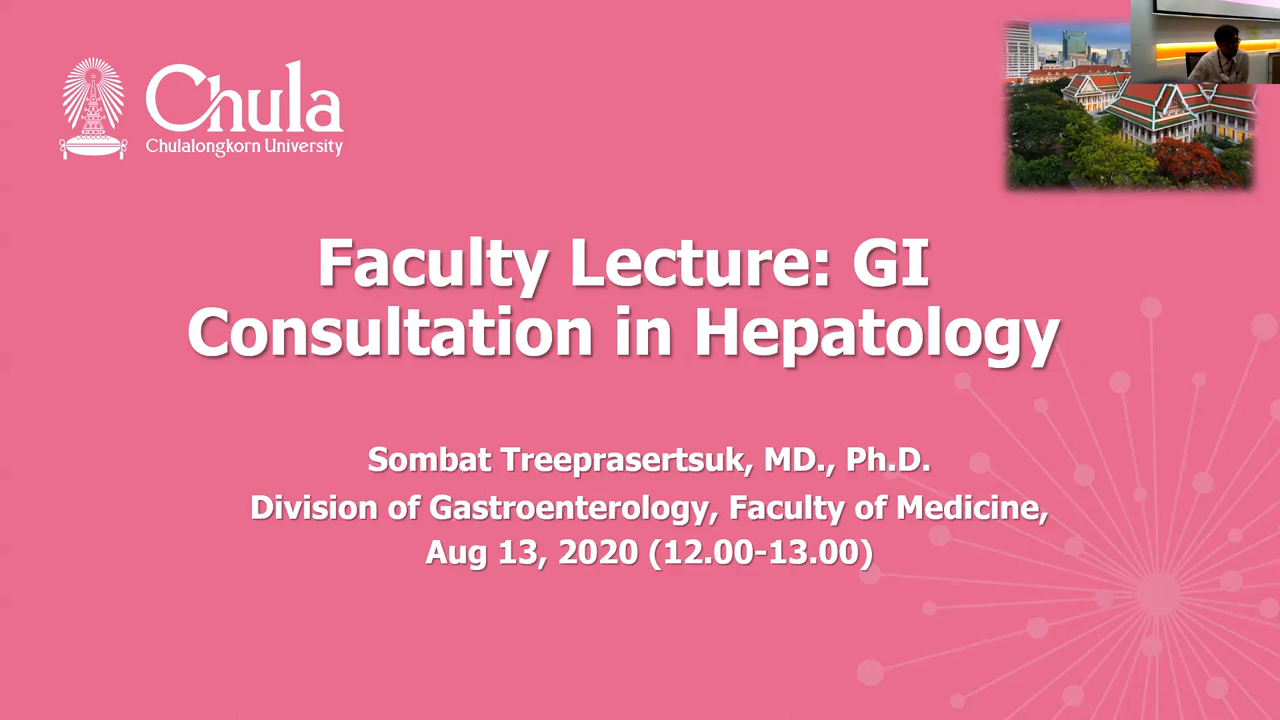 Chula
Chulalongkorn University
Faculty Lecture: GI
Consultation in Hepatology
Sombat Treeprasertsuk, MD., Ph.D.
Division of Gastroenterology, Faculty of Medicine,
Aug 13, 2020 (12.00-13.00)